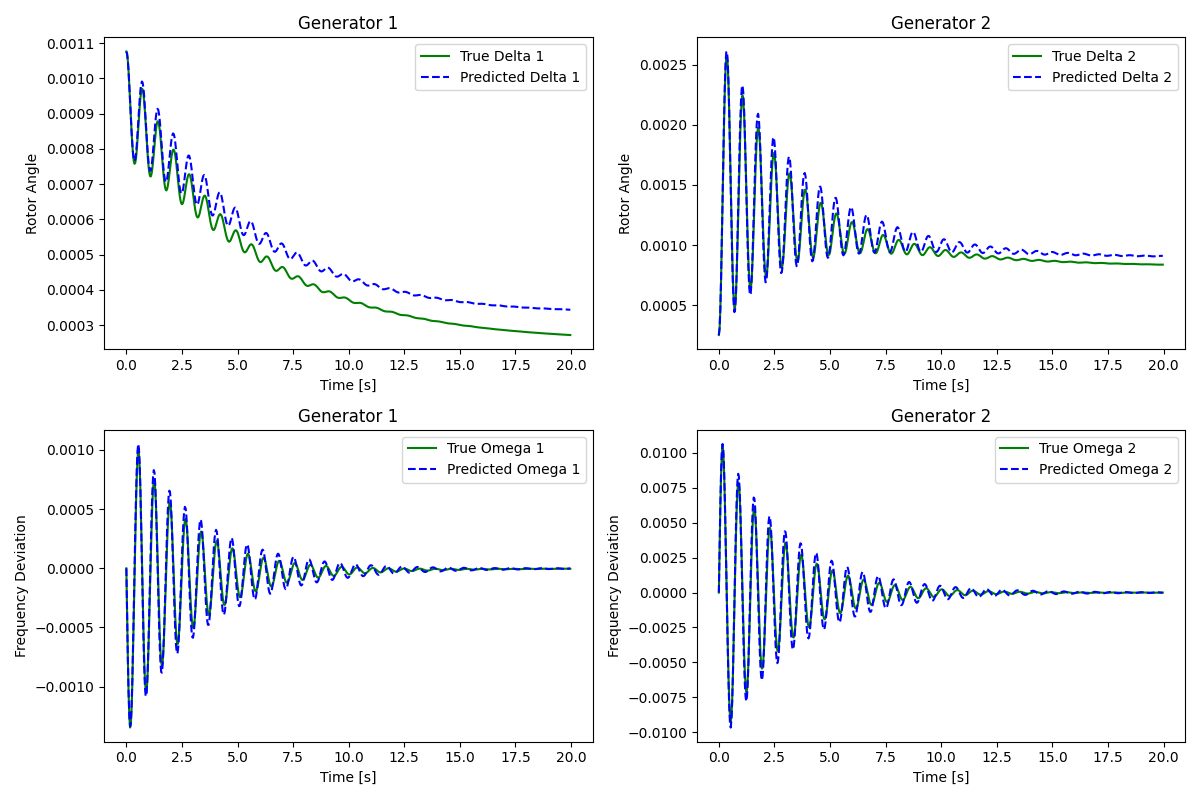 Generator 1
0.0011
0.0010
0.0009
0.0008
0.0007
0.0006
0.0005
0.0004
0.0003
Rotor Angle
True Delta 1
Predicted Delta 1
0.0 2.5 5.0 7.5 10.0 12.5 15.0 17.5 20.0
Time [s]
Generator 2
0.0025
0.0020
0.0015
0.0010
0.0005
Rotor Angle
True Delta 2
Predicted Delta 2
0.0 2.5 5.0 7.5 10.0 12.5 15.0 17.5 20.0
Time [s]
Generator 1
0.0010
0.0005
0.0000
−0.0005
−0.0010
Frequency Deviation
True Omega 1
Predicted Omega 1
0.0 2.5 5.0 7.5 10.0 12.5 15.0 17.5 20.0
Time [s]
Generator 2
0.0100
0.0075
0.0050
0.0025
0.0000
−0.0025
−0.0050
−0.0075
−0.0100
Frequency Deviation
True Omega 2
Predicted Omega 2
0.0 2.5 5.0 7.5 10.0 12.5 15.0 17.5 20.0
Time [s]